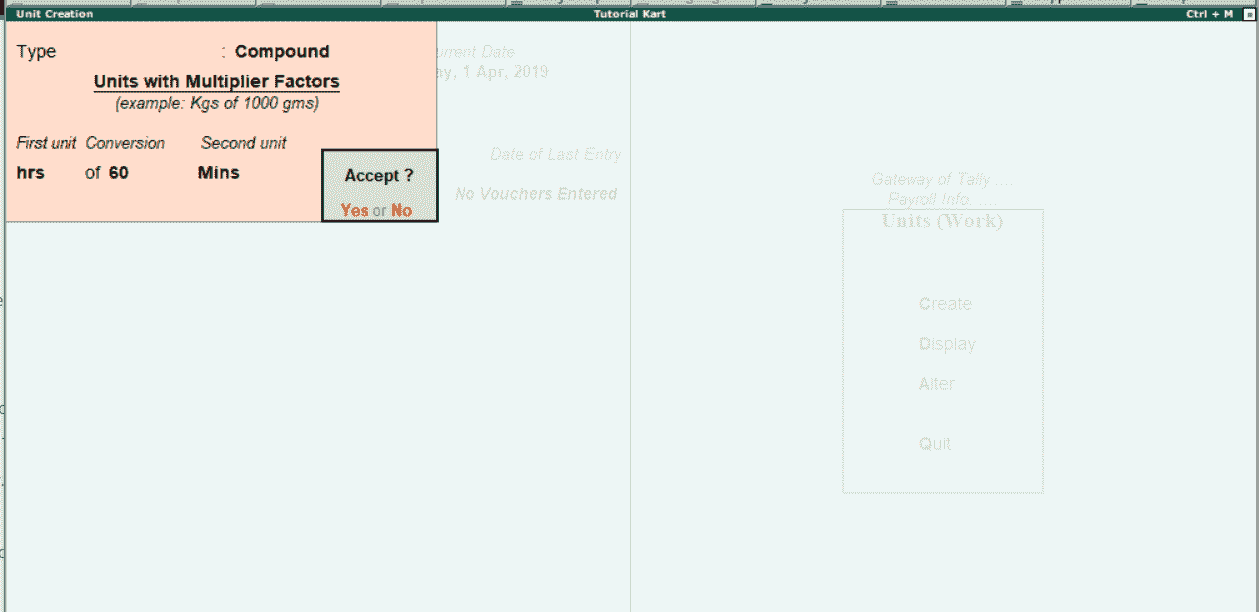 Unit Creation Tutorial Kart Ctrl + M
Type : Compound
Units with Multiplier Factors
(example: Kgs of 1000 gms)
First unit Conversion Second unit
hrs of 60 Mins
Accept ?
Yes or No
Date
1 Apr, 2019
Date of Last Entry
No Vouchers Entered
Gateway of Tally ....
Payroll Info. ....
Units (Work)
Create
Display
Alter
Quit